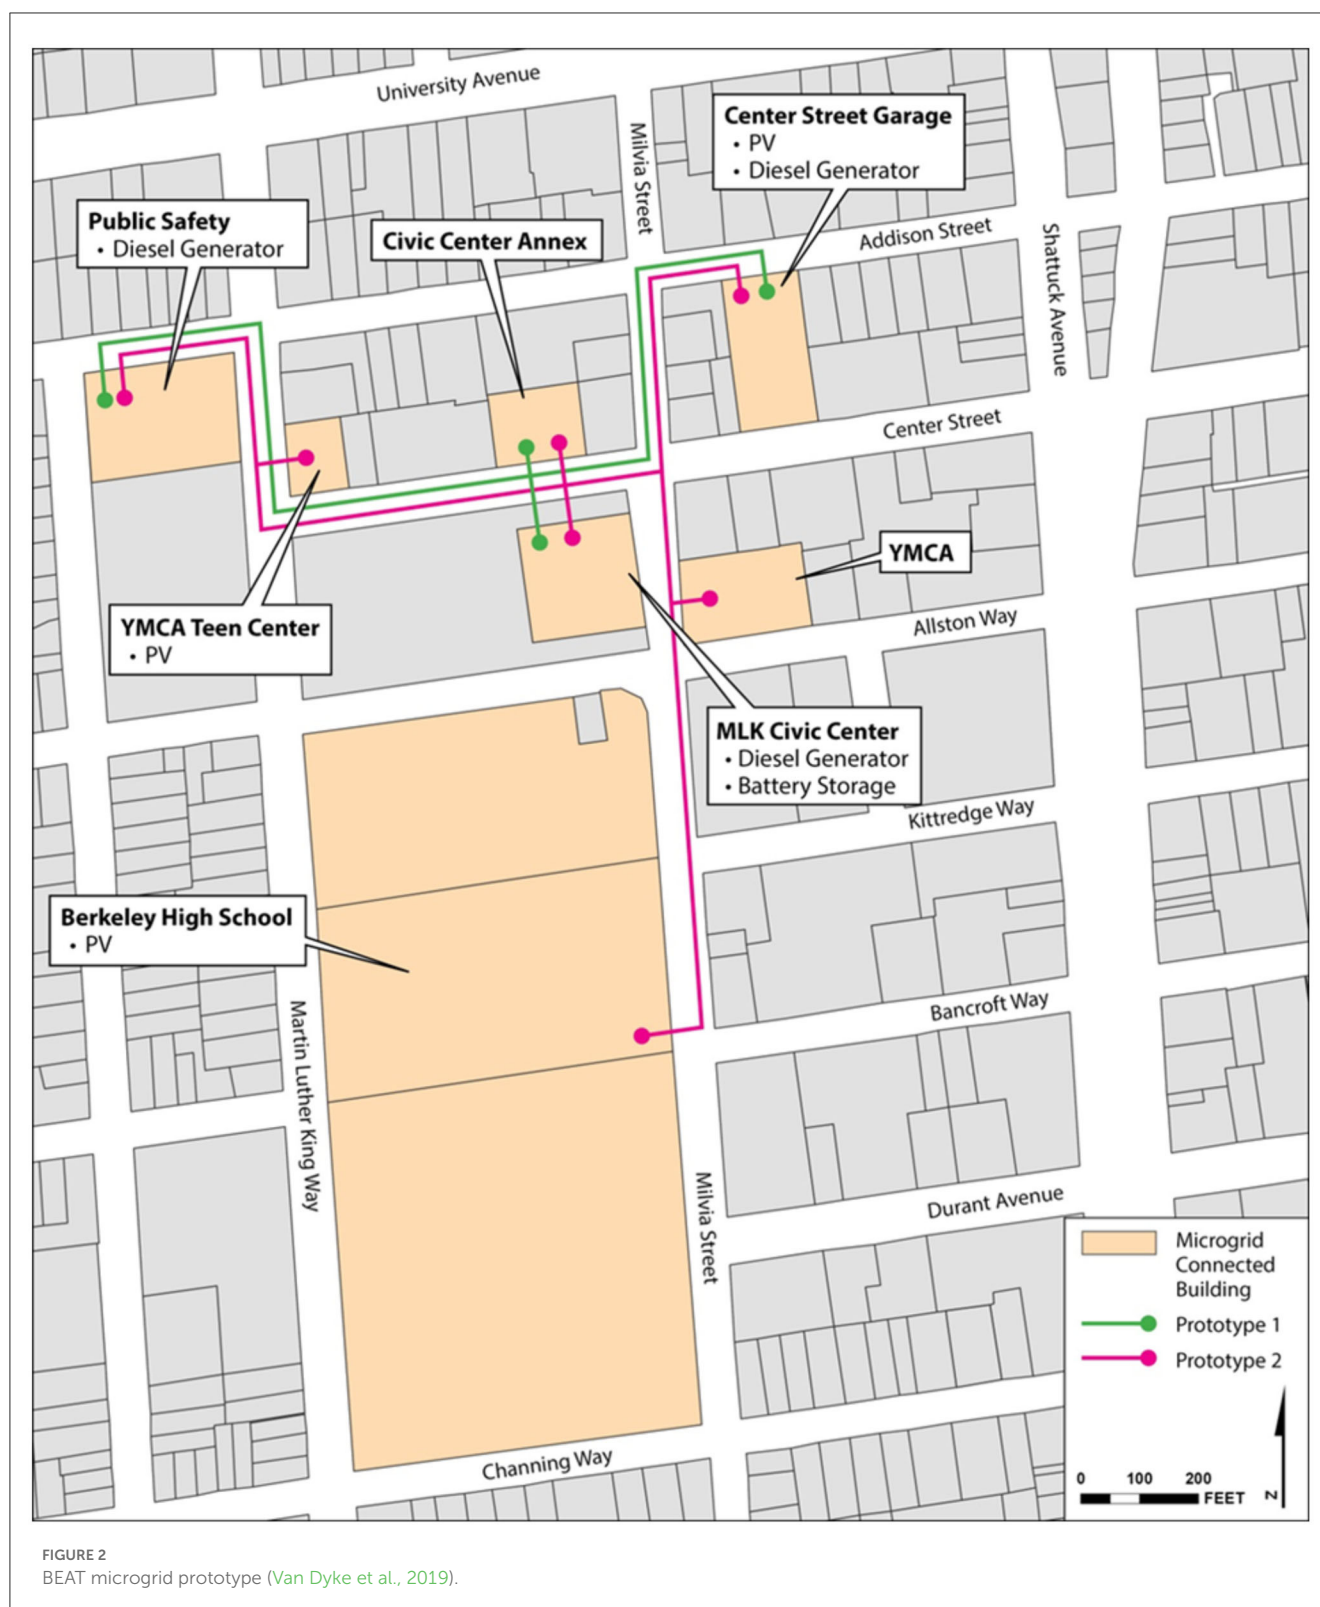 University Avenue
Milvia Street
Center Street Garage
• PV
• Diesel Generator
Public Safety
• Diesel Generator
Civic Center Annex
Addison Street
Shattuck Avenue
Center Street
YMCA
Allston Way
YMCA Teen Center
• PV
MLK Civic Center
• Diesel Generator
• Battery Storage
Kittredge Way
Berkeley High School
• PV
Bancroft Way
Martin Luther King Way
Milvia Street
Durant Avenue
Channing Way
Microgrid
Connected
Building
Prototype 1
Prototype 2
0 100 200
FEET
N
FIGURE 2
BEAT microgrid prototype (Van Dyke et al., 2019).